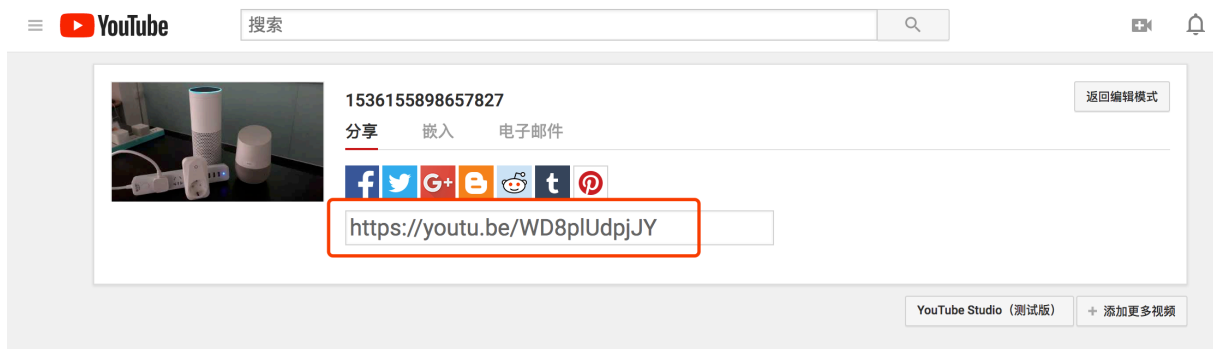 YouTube
搜索
1536155898657827
返回编辑模式
分享 嵌入 电子邮件
https://youtu.be/WD8plUdpjJY
YouTube Studio（测试版） + 添加更多视频